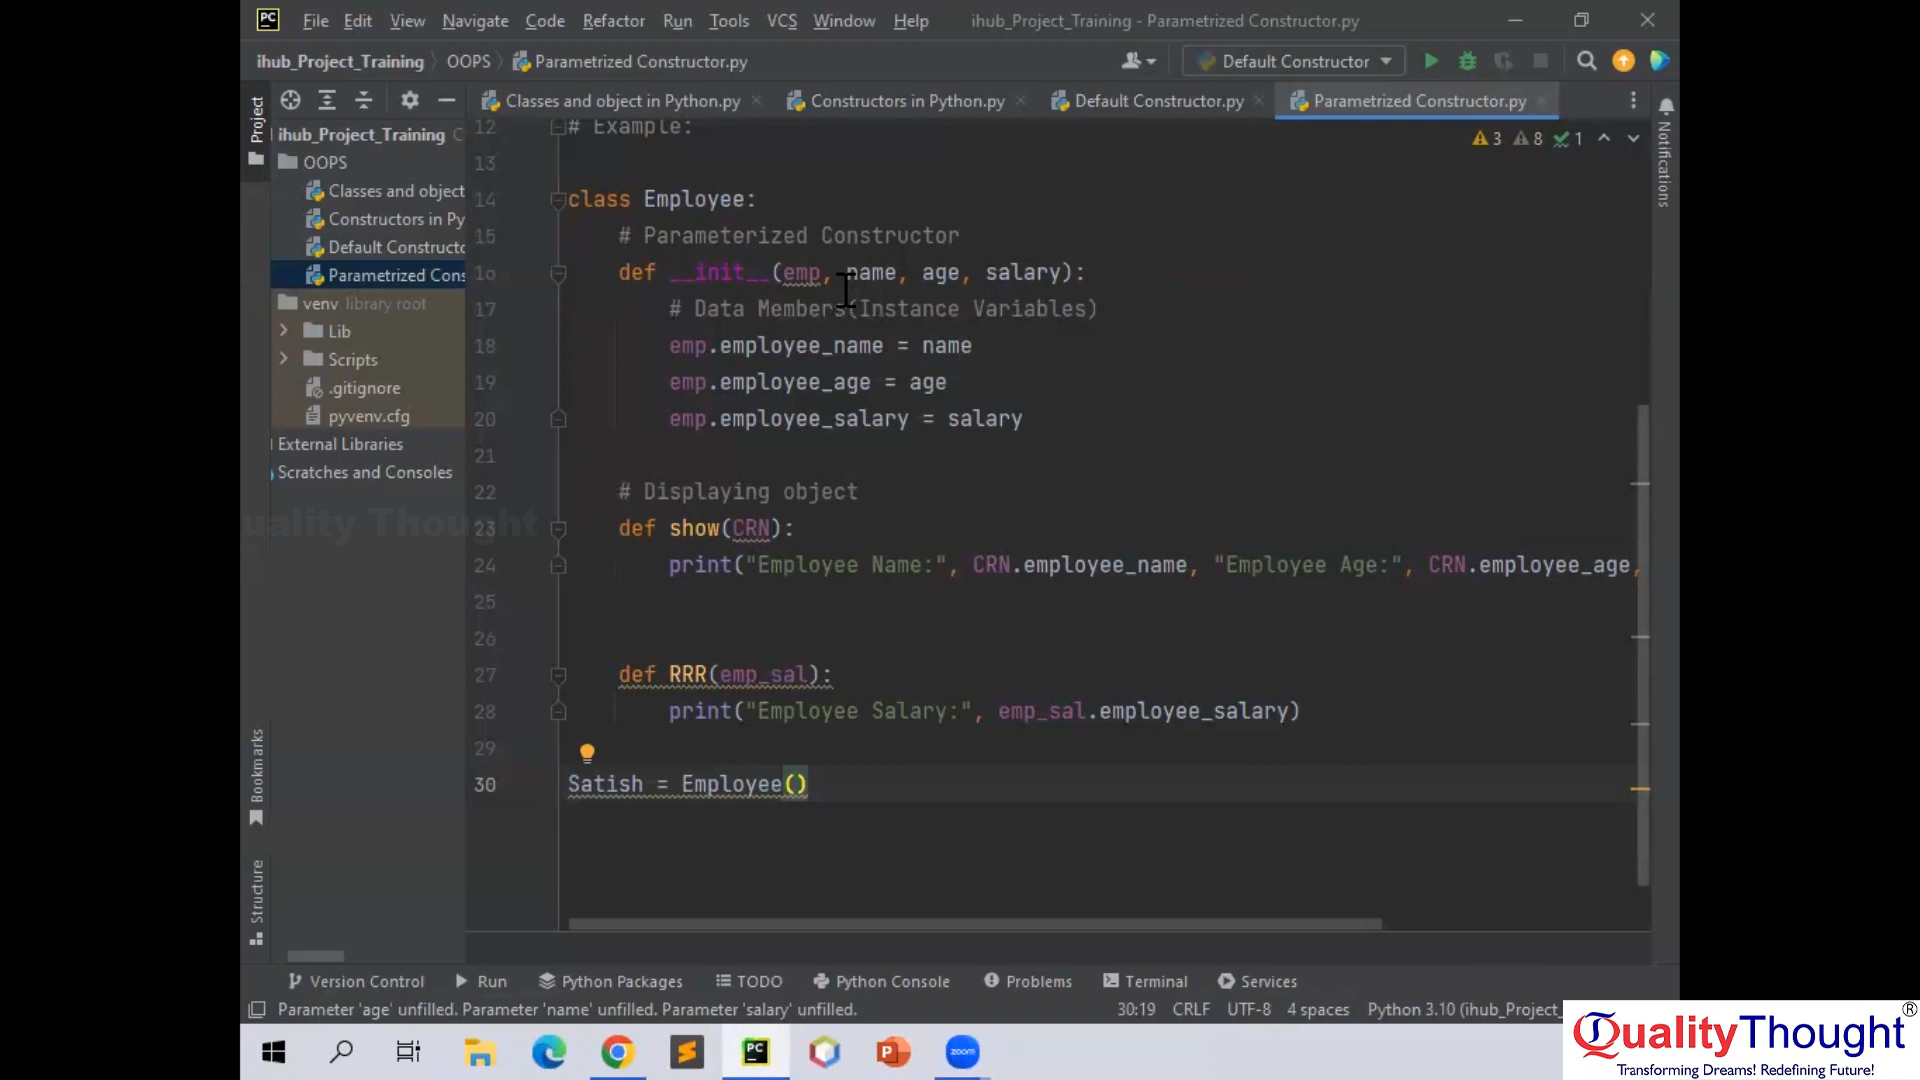 PC File Edit View Navigate Code Refactor Run Tools VCS Window Help ihub_Project_Training - Parametrized Constructor.py
ihub_Project_Training OOPS Parametrized Constructor.py Default Constructor
Classes and object in Python.py Constructors in Python.py Default Constructor.py Parametrized Constructor.py
Project
ihub_Project_Training C
OOPS
Classes and object
Constructors in Py
Default Constructo
Parametrized Cons
venv library root
Lib
Scripts
.gitignore
pyvenv.cfg
External Libraries
Scratches and Consoles
Bookmarks
Structure
Notifications
3 8 1
12 # Example:
13
14 class Employee:
15 # Parameterized Constructor
16 def __init__(emp, name, age, salary):
17 # Data Members(Instance Variables)
18 emp.employee_name = name
19 emp.employee_age = age
20 emp.employee_salary = salary
21
22 # Displaying object
23 def show(CRN):
24 print("Employee Name:", CRN.employee_name, "Employee Age:", CRN.employee_age,
25
26
27 def RRR(emp_sal):
28 print("Employee Salary:", emp_sal.employee_salary)
29
30 Satish = Employee()
uality Thought
Version Control Run Python Packages TODO Python Console Problems Terminal Services
Parameter 'age' unfilled. Parameter 'name' unfilled. Parameter 'salary' unfilled. 30:19 CRLF UTF-8 4 spaces Python 3.10 (ihub_Project_
PC zoom
QualityThought®
Transforming Dreams! Redefining Future!